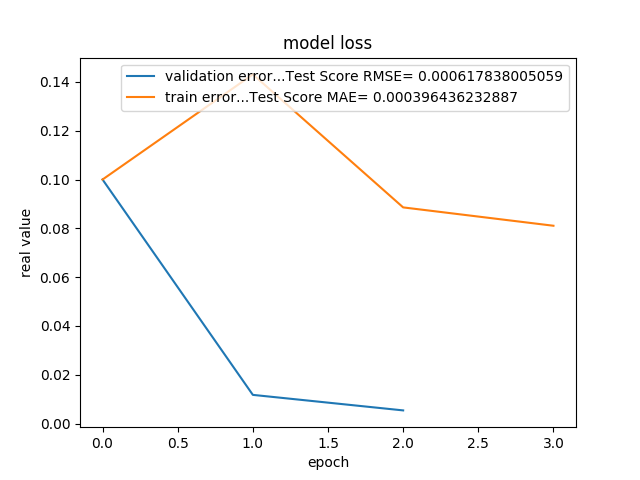 model loss
validation error...Test Score RMSE= 0.000617838005059
train error...Test Score MAE= 0.000396436232887
0.14
0.12
0.10
0.08
0.06
0.04
0.02
0.00
real value
0.0 0.5 1.0 1.5 2.0 2.5 3.0
epoch